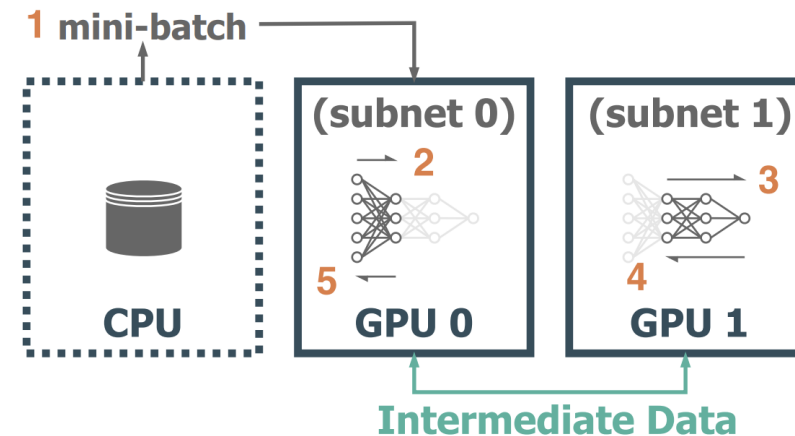 1 mini-batch
(subnet 0)
(subnet 1)
2
3
5
4
CPU
GPU 0
GPU 1
Intermediate Data